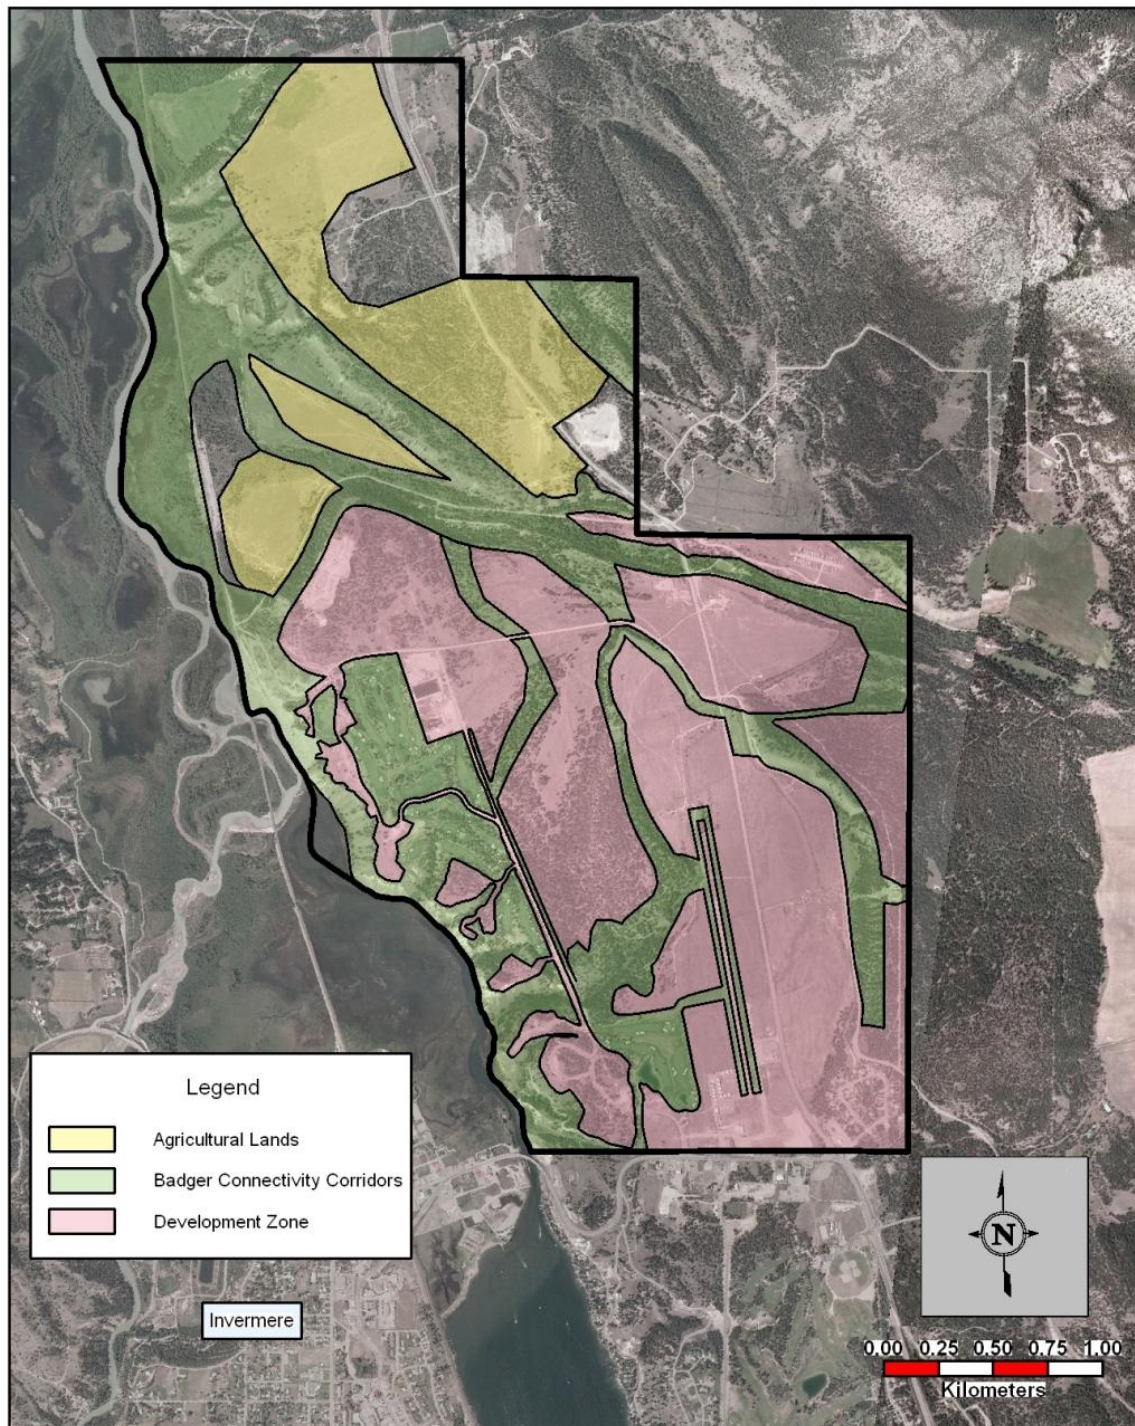 Legend
Agricultural Lands
Badger Connectivity Corridors
Development Zone
Invermere
N
0.00 0.25 0.50 0.75 1.00
Kilometers